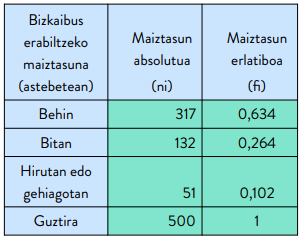 Bizkaibus
erabiltzeko
maiztasuna
(astebetean)
Maiztasun
absolutua
(ni)
Maiztasun
erlatiboa
(fi)
Behin 317 0,634
Bitan 132 0,264
Hirutan edo
gehiagotan 51 0,102
Guztira 500 1